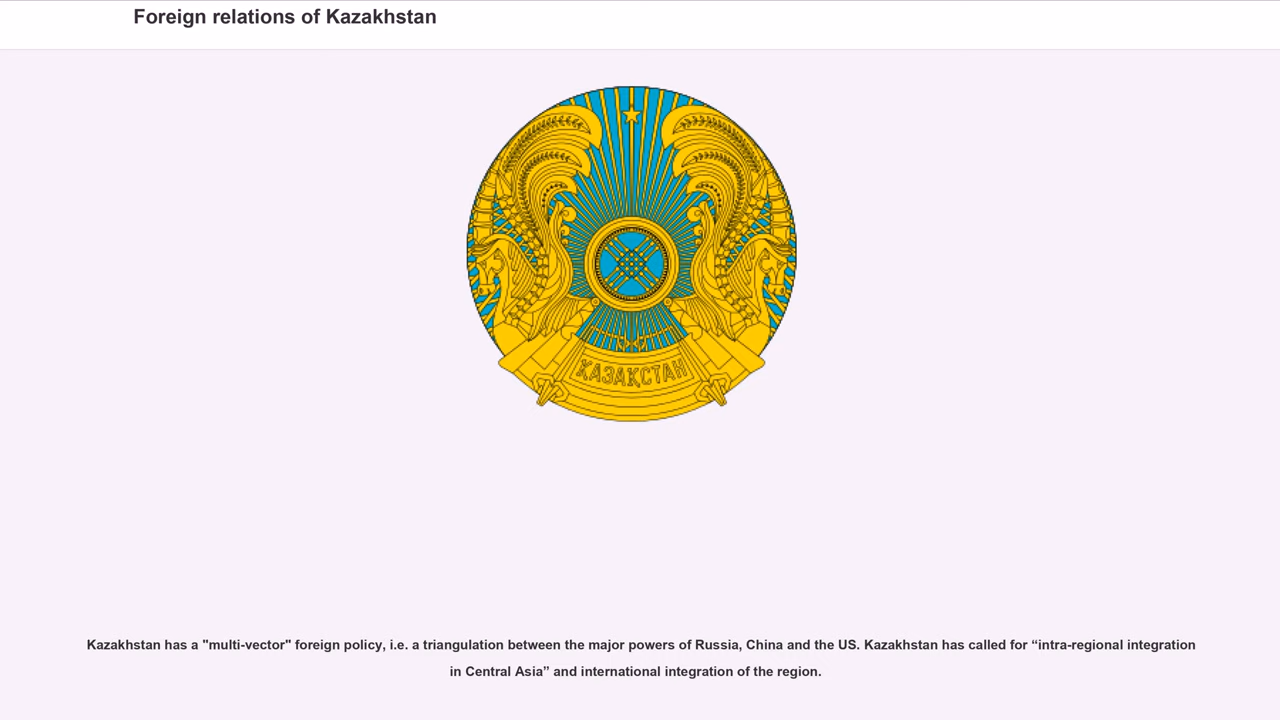 Foreign relations of Kazakhstan
ҚАЗАҚСТАН
Kazakhstan has a "multi-vector" foreign policy, i.e. a triangulation between the major powers of Russia, China and the US. Kazakhstan has called for “intra-regional integration
in Central Asia” and international integration of the region.